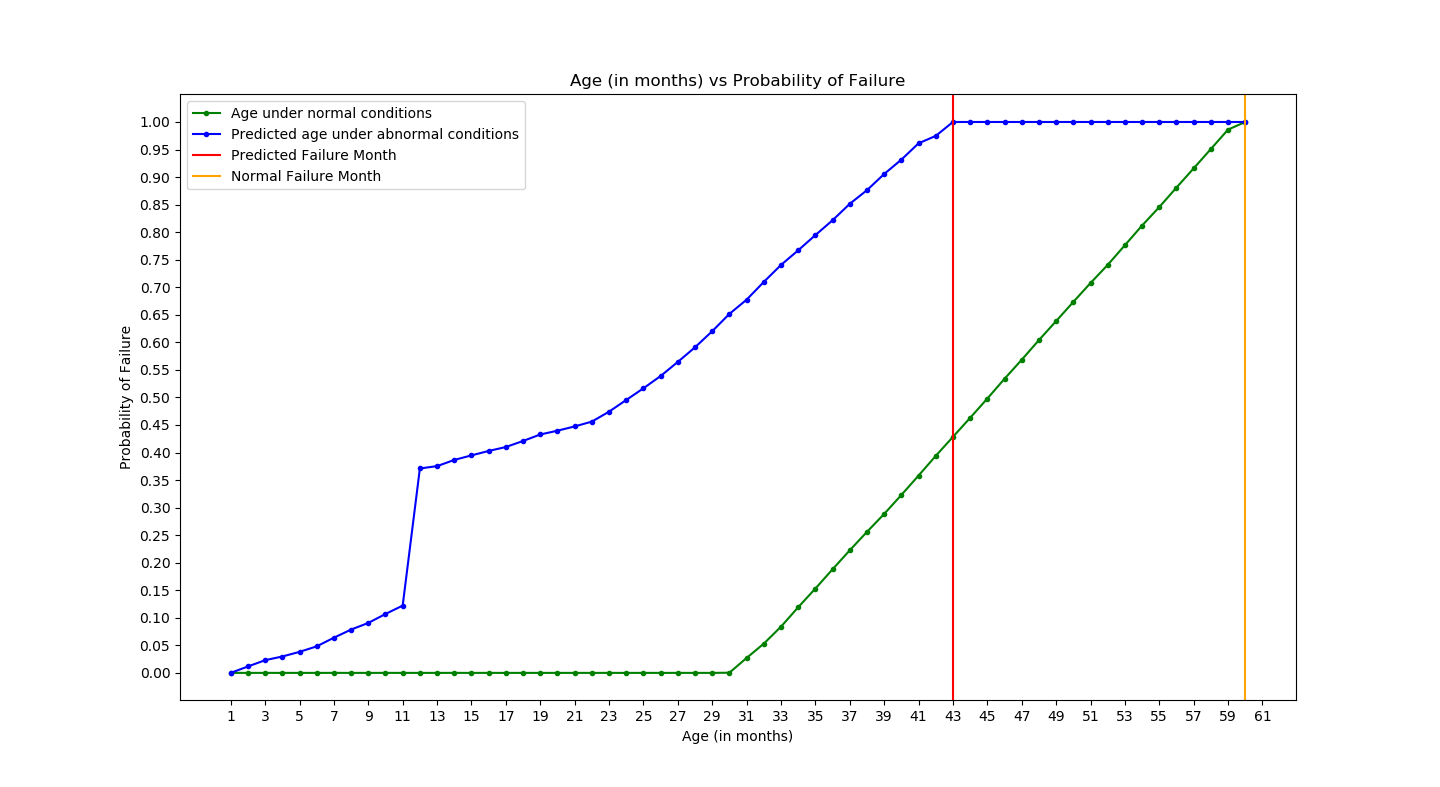 Age (in months) vs Probability of Failure
Age under normal conditions
Predicted age under abnormal conditions
Predicted Failure Month
Normal Failure Month
1.00
0.95
0.90
0.85
0.80
0.75
0.70
0.65
0.60
0.55
0.50
0.45
0.40
0.35
0.30
0.25
0.20
0.15
0.10
0.05
0.00
Probability of Failure
1 3 5 7 9 11 13 15 17 19 21 23 25 27 29 31 33 35 37 39 41 43 45 47 49 51 53 55 57 59 61
Age (in months)